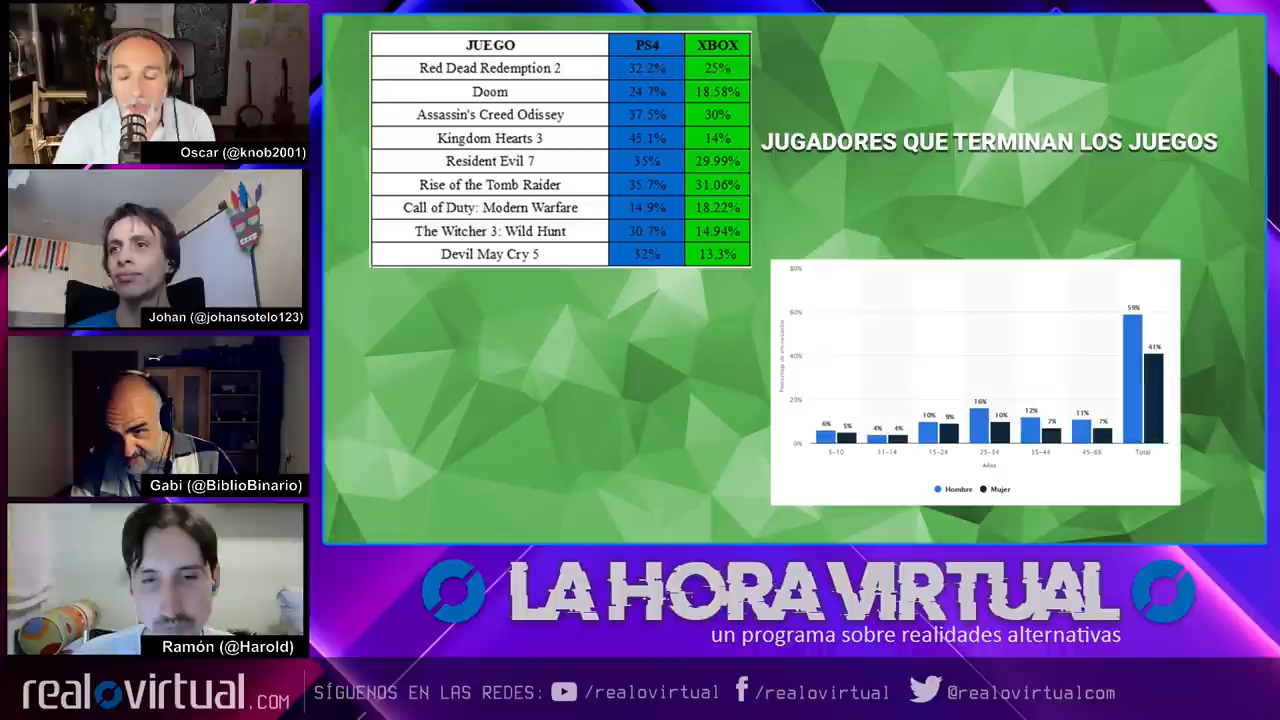 Oscar (@knob2001)
Johan (@johansotelo123)
Gabi (@BiblioBinario)
Ramón (@Harold)
JUEGO PS4 XBOX
Red Dead Redemption 2 32.2% 25%
Doom 24.7% 18.58%
Assassin's Creed Odissey 37.5% 30%
Kingdom Hearts 3 45.1% 14%
Resident Evil 7 35% 29.99%
Rise of the Tomb Raider 35.7% 31.06%
Call of Duty: Modern Warfare 14.9% 18.22%
The Witcher 3: Wild Hunt 30.7% 14.94%
Devil May Cry 5 32% 13.3%
JUGADORES QUE TERMINAN LOS JUEGOS
80%
60%
40%
20%
0%
6% 5% 4% 4% 10% 9% 16% 10% 12% 7% 11% 7% 59% 41%
5-10 11-14 15-24 25-34 35-44 45-66 Total
Años
Hombre Mujer
LA HORA VIRTUAL
un programa sobre realidades alternativas
realovirtual.com
SÍGUENOS EN LAS REDES: /realovirtual /realovirtual @realovirtualcom